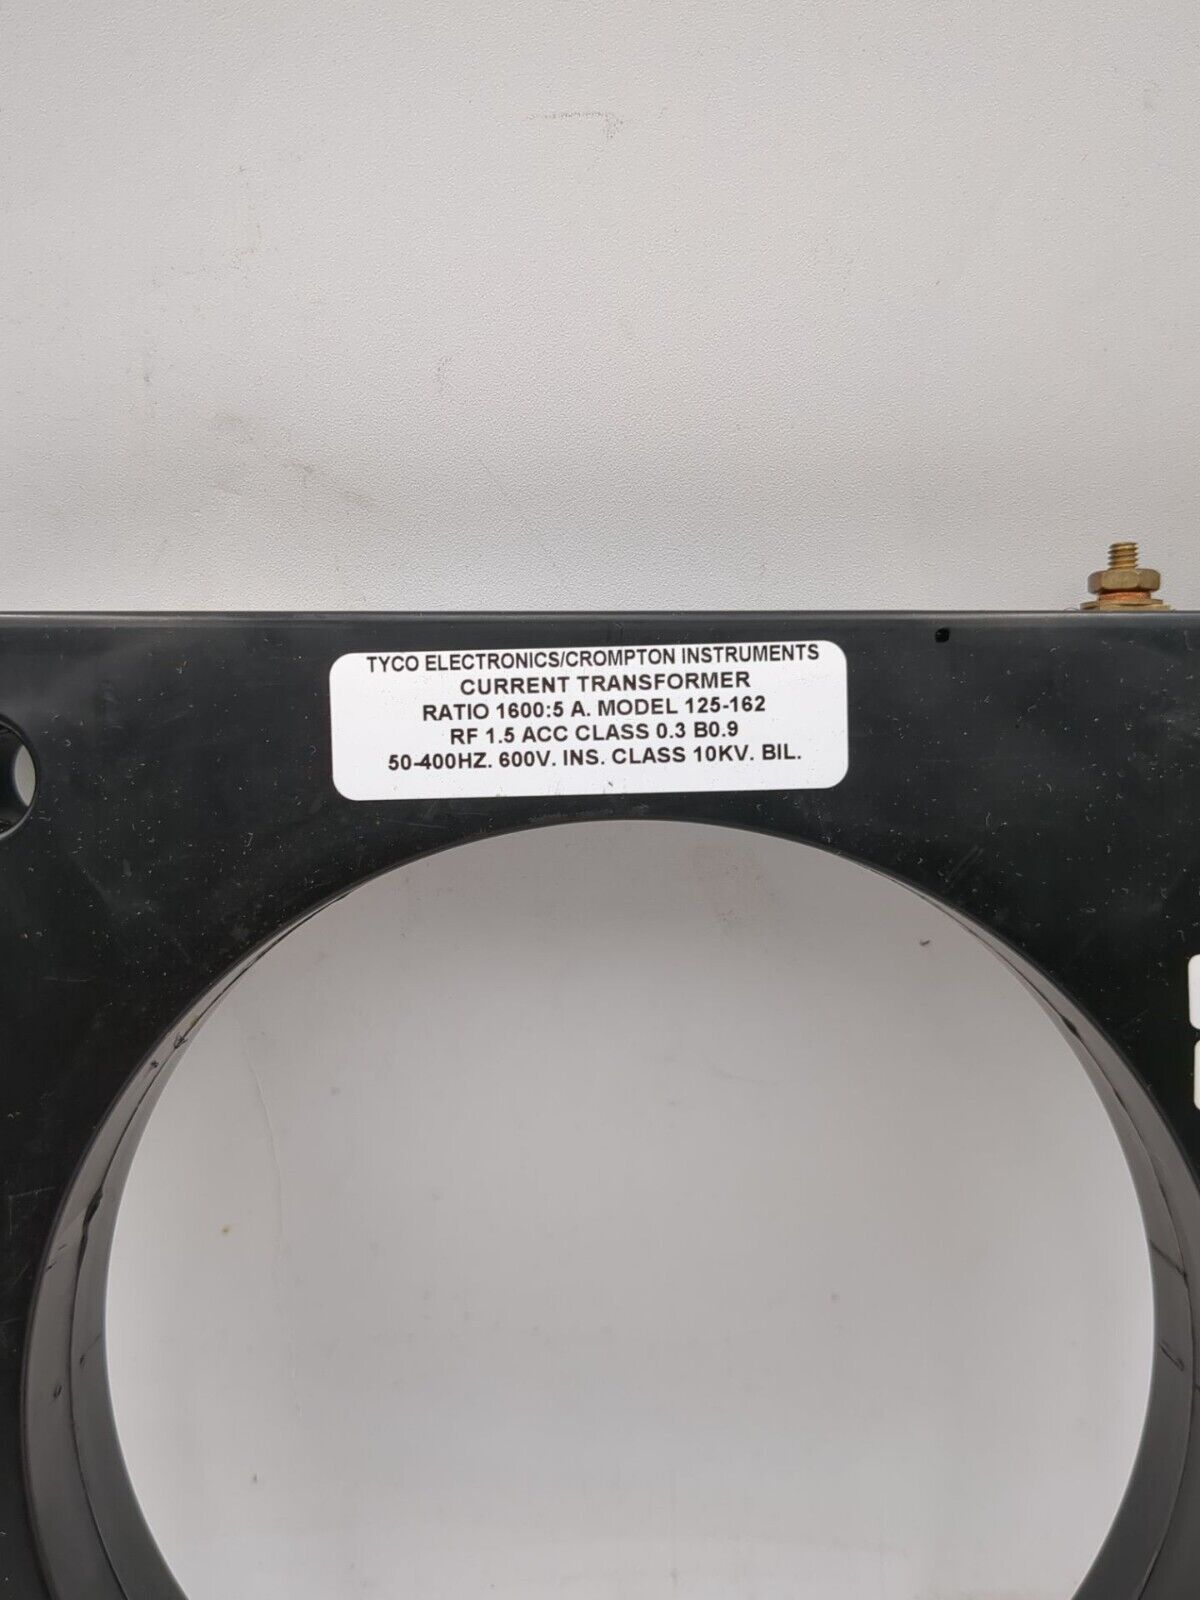 TYCO ELECTRONICS/CROMPTON INSTRUMENTS
CURRENT TRANSFORMER
RATIO 1600:5 A. MODEL 125-162
RF 1.5 ACC CLASS 0.3 B0.9
50-400HZ. 600V. INS. CLASS 10KV. BIL.